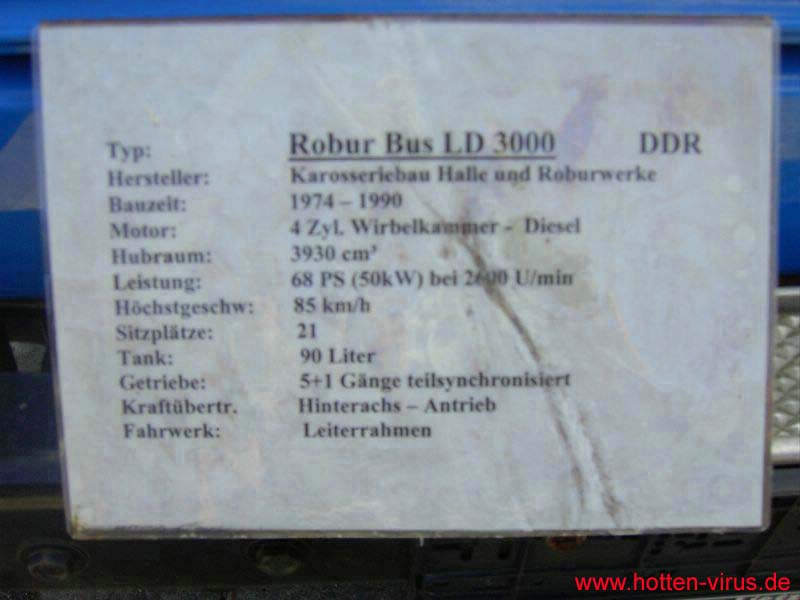 Typ: Robur Bus LD 3000 DDR
Hersteller: Karosseriebau Halle und Roburwerke
Bauzeit: 1974 – 1990
Motor: 4 Zyl. Wirbelkammer - Diesel
Hubraum: 3930 cm³
Leistung: 68 PS (50kW) bei 2600 U/min
Höchstgeschw: 85 km/h
Sitzplätze: 21
Tank: 90 Liter
Getriebe: 5+1 Gänge teilsynchronisiert
Kraftübertr. Hinterachs – Antrieb
Fahrwerk: Leiterrahmen
www.hotten-virus.de